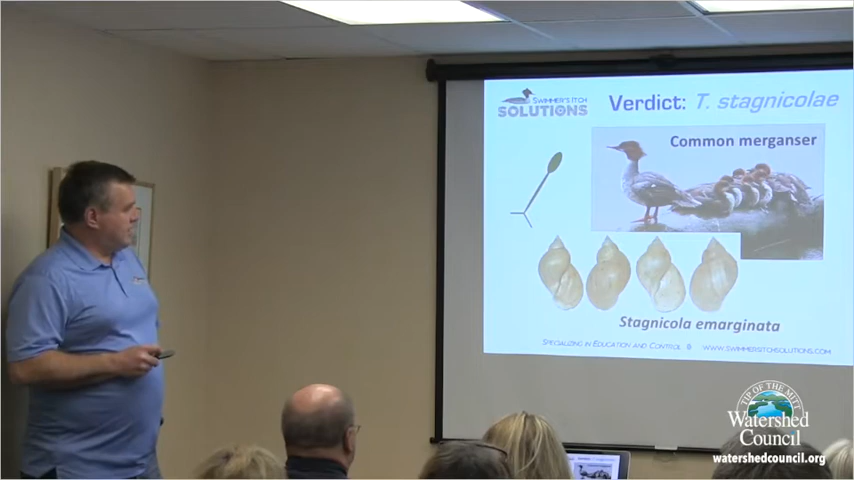 SWIMMER'S ITCH
SOLUTIONS
Verdict: T. stagnicolae
Common merganser
Stagnicola emarginata
SPECIALIZING IN EDUCATION AND CONTROL 8 WWW.SWIMMERSITCHSOLUTIONS.COM
TIP OF THE MITT
Watershed
Council
watershedcouncil.org